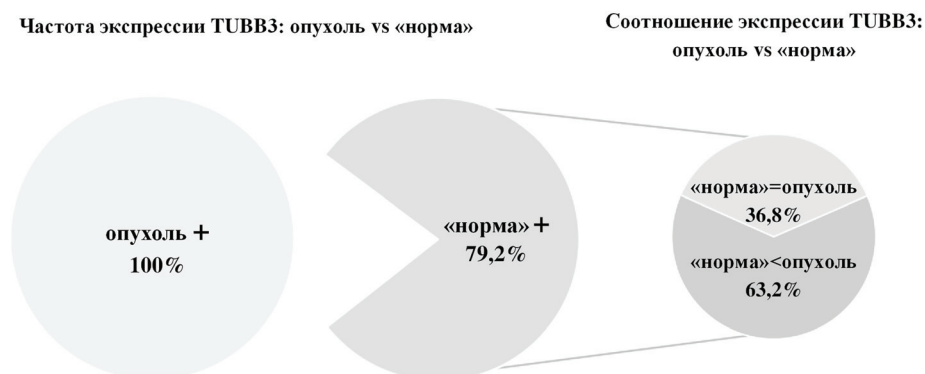 Частота экспрессии TUBB3: опухоль vs «норма»
Соотношение экспрессии TUBB3:
опухоль vs «норма»
опухоль +
100%
«норма» +
79,2%
«норма»=опухоль
36,8%
«норма»<опухоль
63,2%